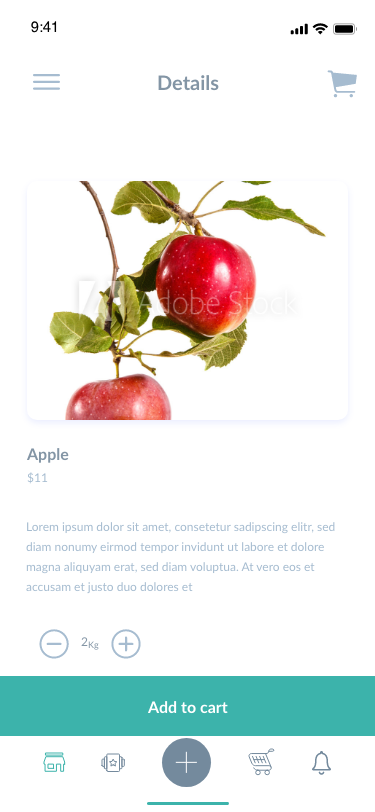 9:41
Details
Adobe Stock
Apple
$11
Lorem ipsum dolor sit amet, consetetur sadipscing elitr, sed
diam nonumy eirmod tempor invidunt ut labore et dolore
magna aliquyam erat, sed diam voluptua. At vero eos et
accusam et justo duo dolores et
2Kg
Add to cart